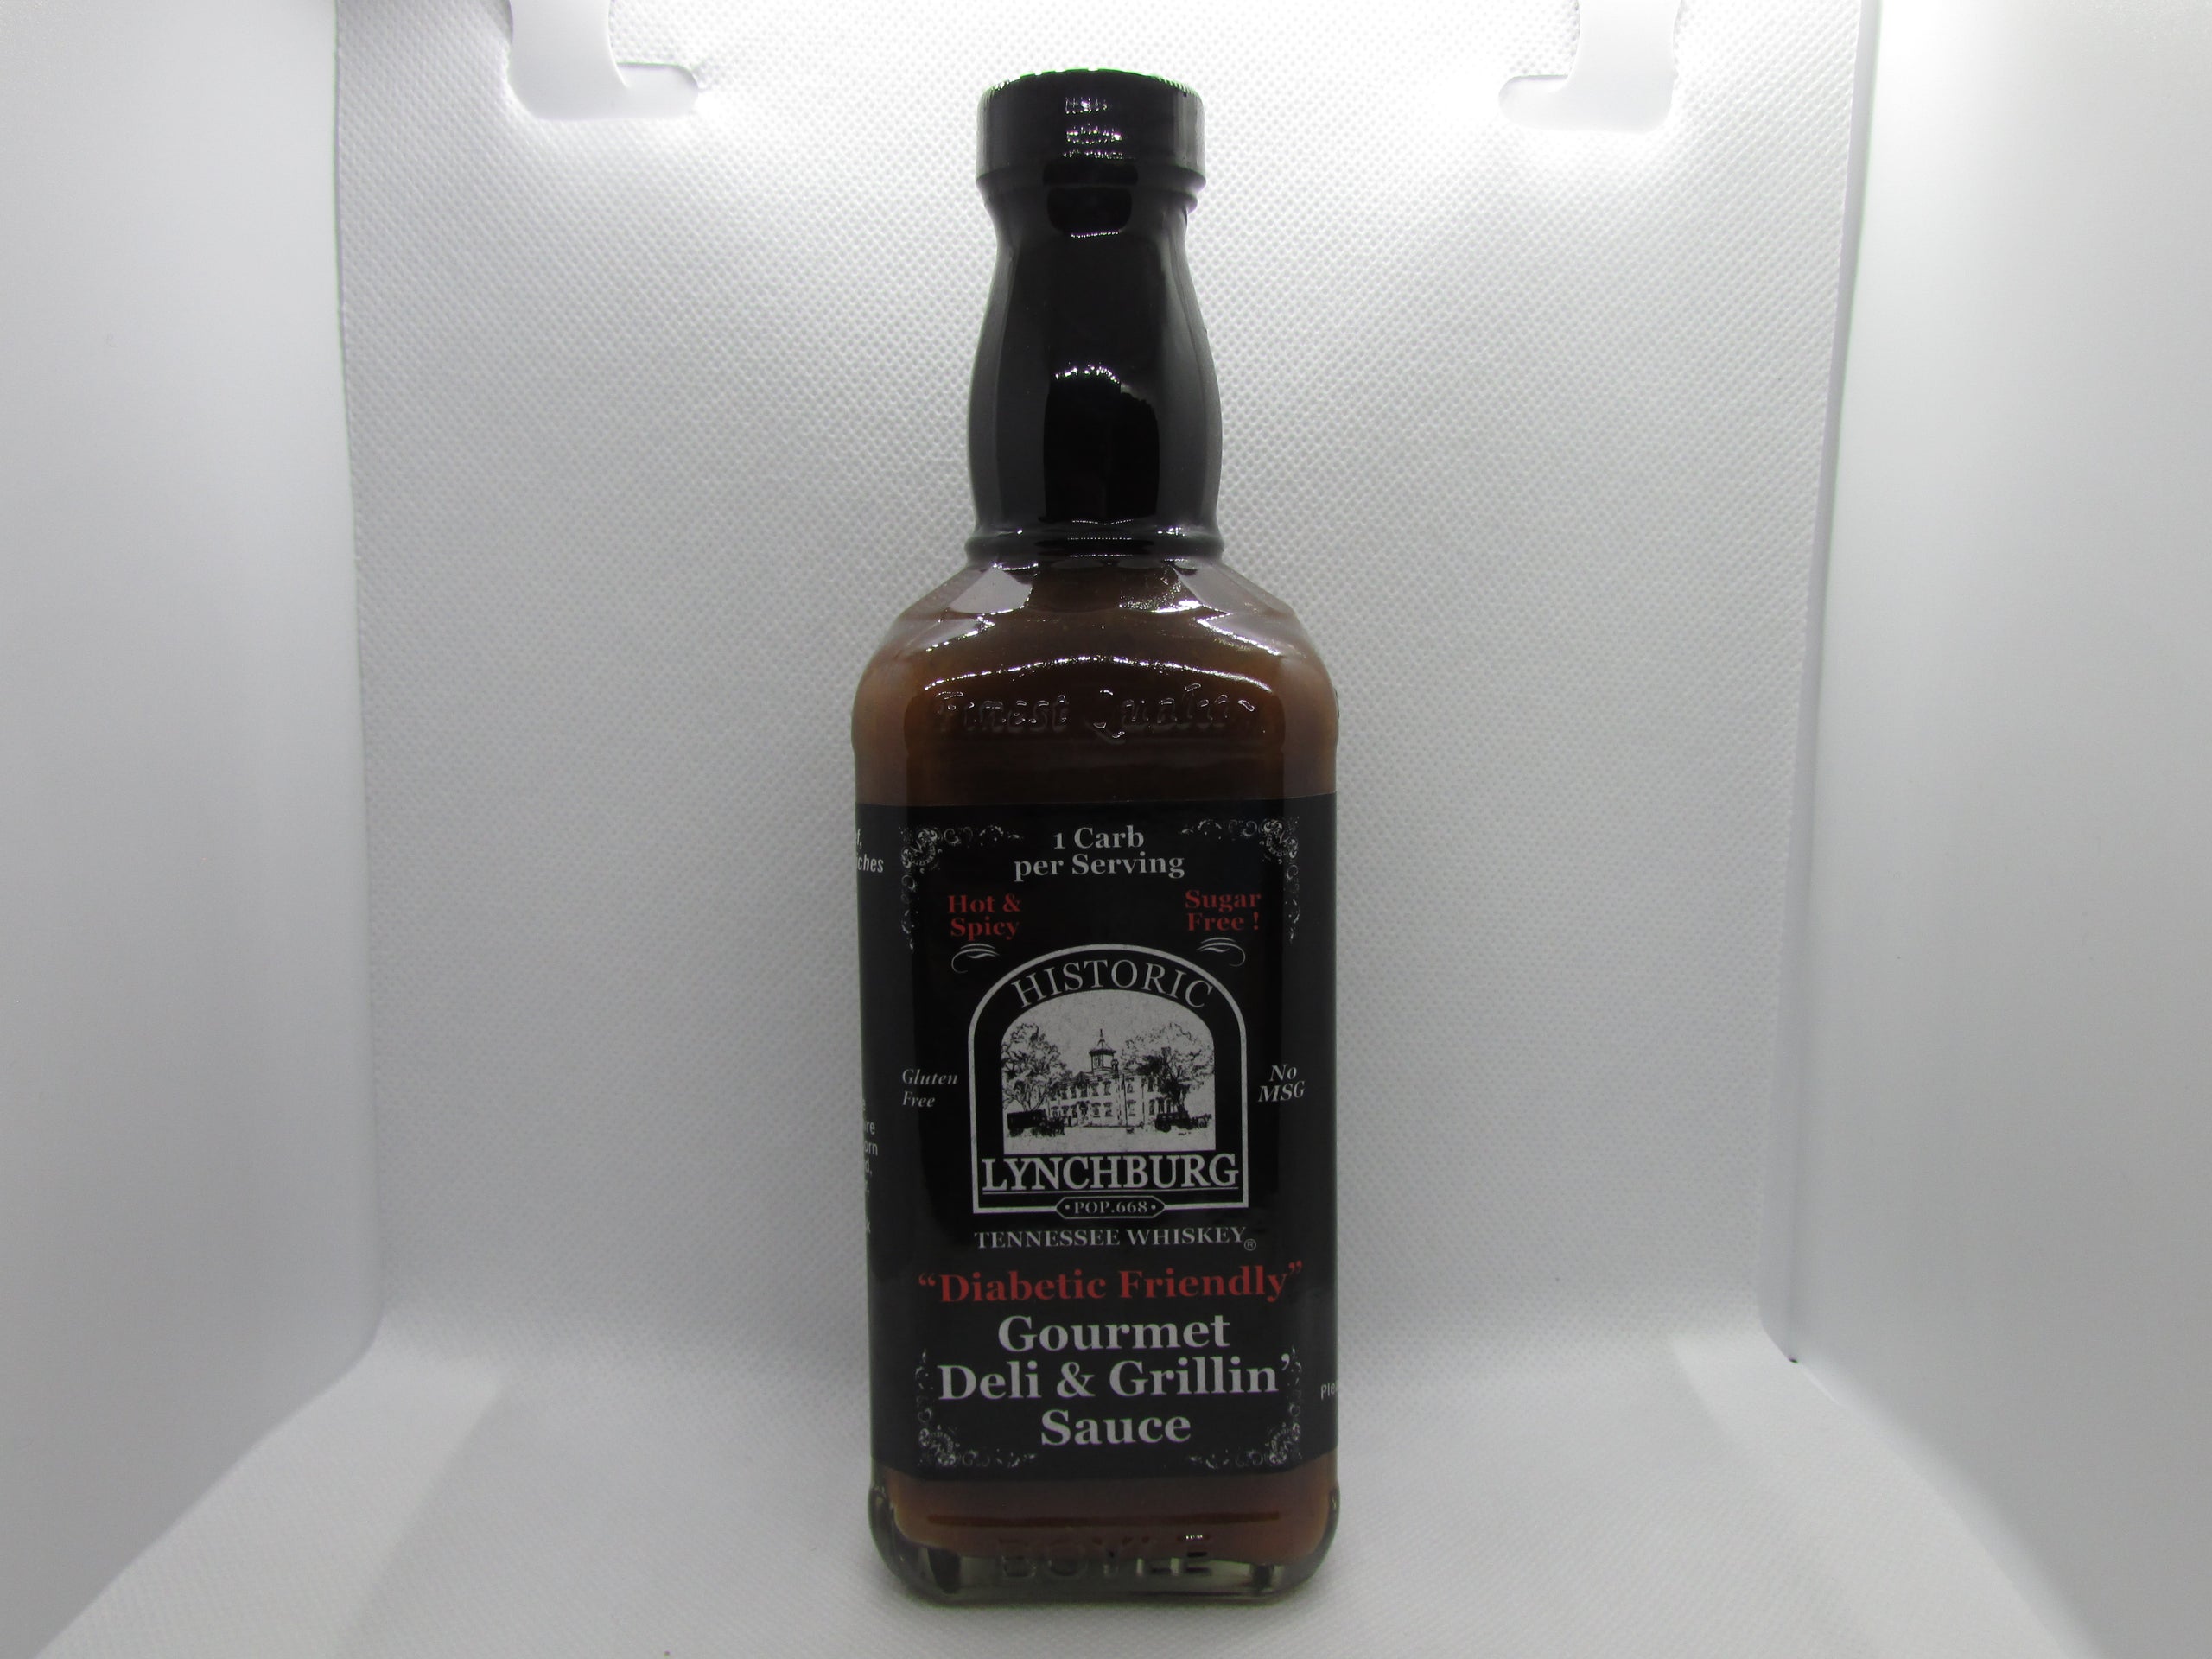 Finest Quality
1 Carb
per Serving
Hot &
Spicy
Sugar
Free !
HISTORIC
Gluten
Free
No
MSG
LYNCHBURG
•POP.668•
TENNESSEE WHISKEY®
“Diabetic Friendly”
Gourmet
Deli & Grillin’
Sauce
BOYLE